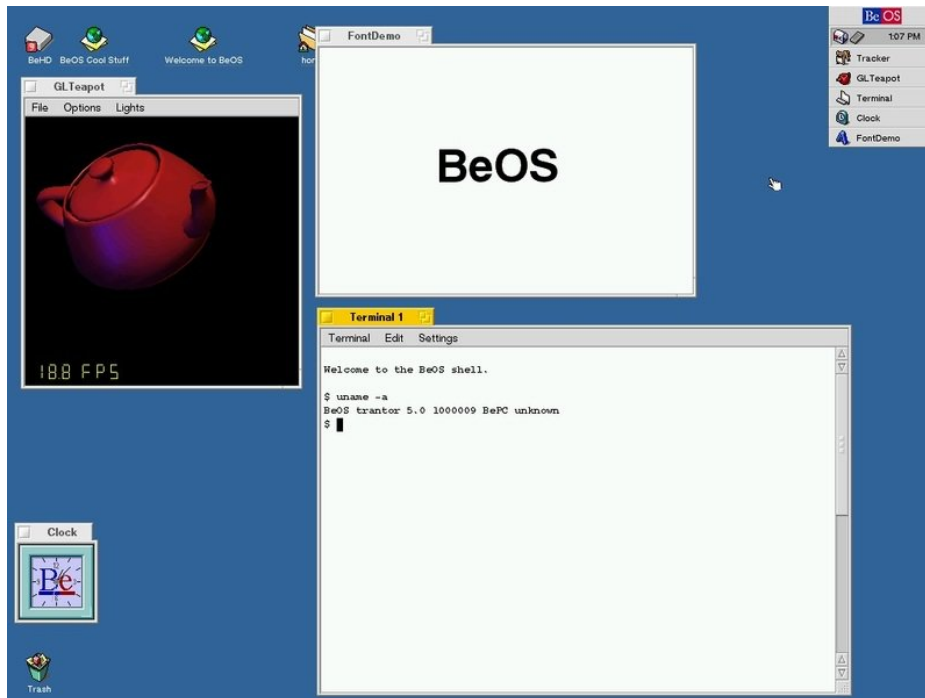 BeHD BeOS Cool Stuff Welcome to BeOS
GLTeapot
File Options Lights
18.8 FPS
FontDemo
BeOS
Be OS
1:07 PM
Tracker
GLTeapot
Terminal
Clock
FontDemo
Terminal 1
Terminal Edit Settings
Welcome to the BeOS shell.
$ uname -a
BeOS trantor 5.0 1000009 BePC unknown
$
Clock
Be
Trash